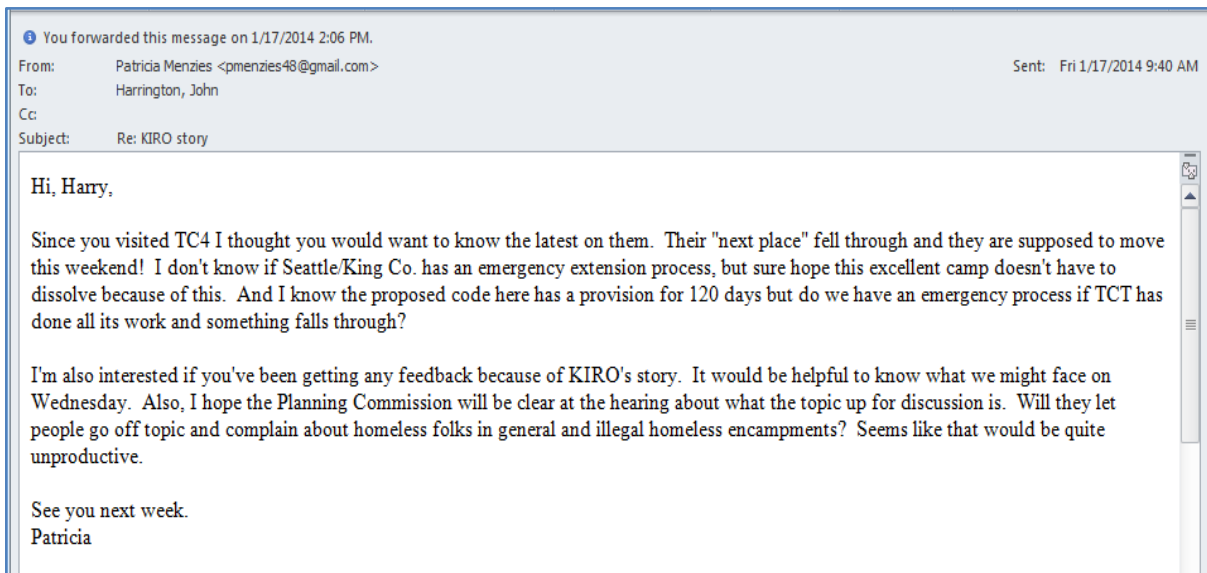 You forwarded this message on 1/17/2014 2:06 PM.
From: Patricia Menzies <pmenzies48@gmail.com> Sent: Fri 1/17/2014 9:40 AM
To: Harrington, John
Cc:
Subject: Re: KIRO story
Hi, Harry,
Since you visited TC4 I thought you would want to know the latest on them. Their "next place" fell through and they are supposed to move
this weekend! I don't know if Seattle/King Co. has an emergency extension process, but sure hope this excellent camp doesn't have to
dissolve because of this. And I know the proposed code here has a provision for 120 days but do we have an emergency process if TCT has
done all its work and something falls through?
I'm also interested if you've been getting any feedback because of KIRO's story. It would be helpful to know what we might face on
Wednesday. Also, I hope the Planning Commission will be clear at the hearing about what the topic up for discussion is. Will they let
people go off topic and complain about homeless folks in general and illegal homeless encampments? Seems like that would be quite
unproductive.
See you next week.
Patricia